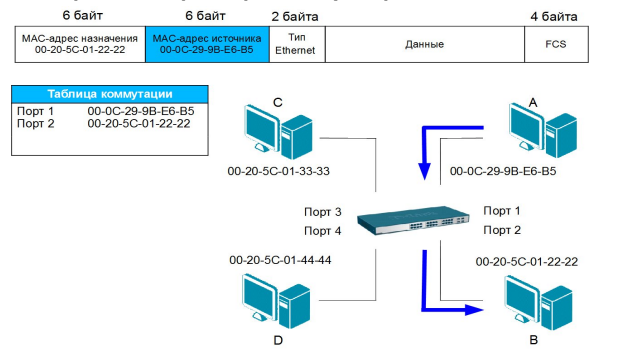 6 байт 6 байт 2 байта 4 байта
MAC-адрес назначения
00-20-5C-01-22-22
MAC-адрес источника
00-0C-29-9B-E6-B5
Тип
Ethernet
Данные
FCS
Таблица коммутации
Порт 1 00-0C-29-9B-E6-B5
Порт 2 00-20-5C-01-22-22
C
A
00-20-5C-01-33-33
00-0C-29-9B-E6-B5
Порт 3
Порт 1
Порт 4
Порт 2
00-20-5C-01-44-44
00-20-5C-01-22-22
D
B